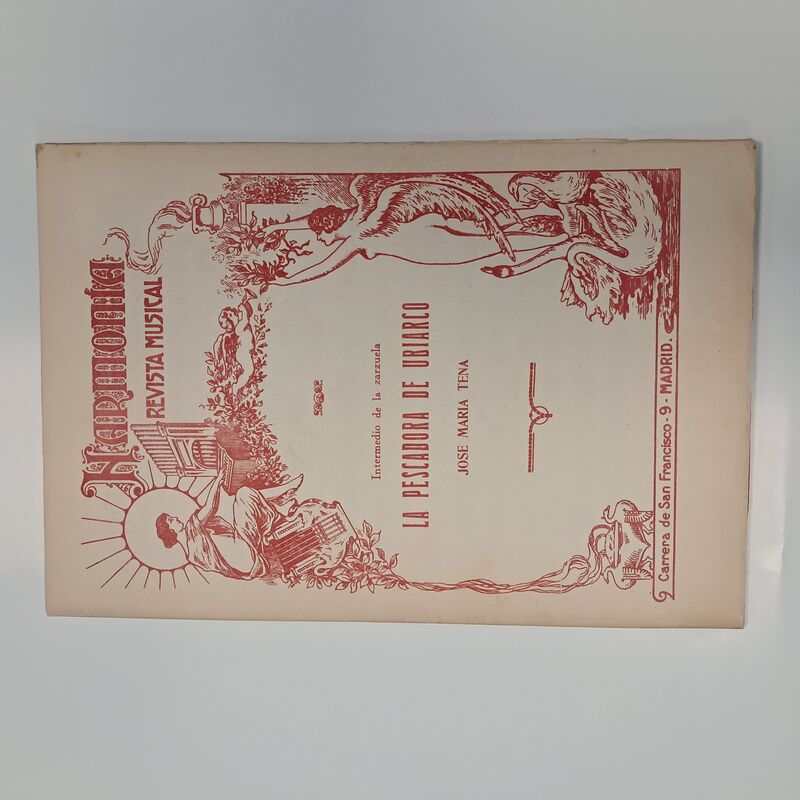 Harmonía
REVISTA MUSICAL
Intermedio de la zarzuela
LA PESCADORA DE UBIARCO
JOSE MARIA TENA
Carrera de San Francisco - 9 - MADRID.